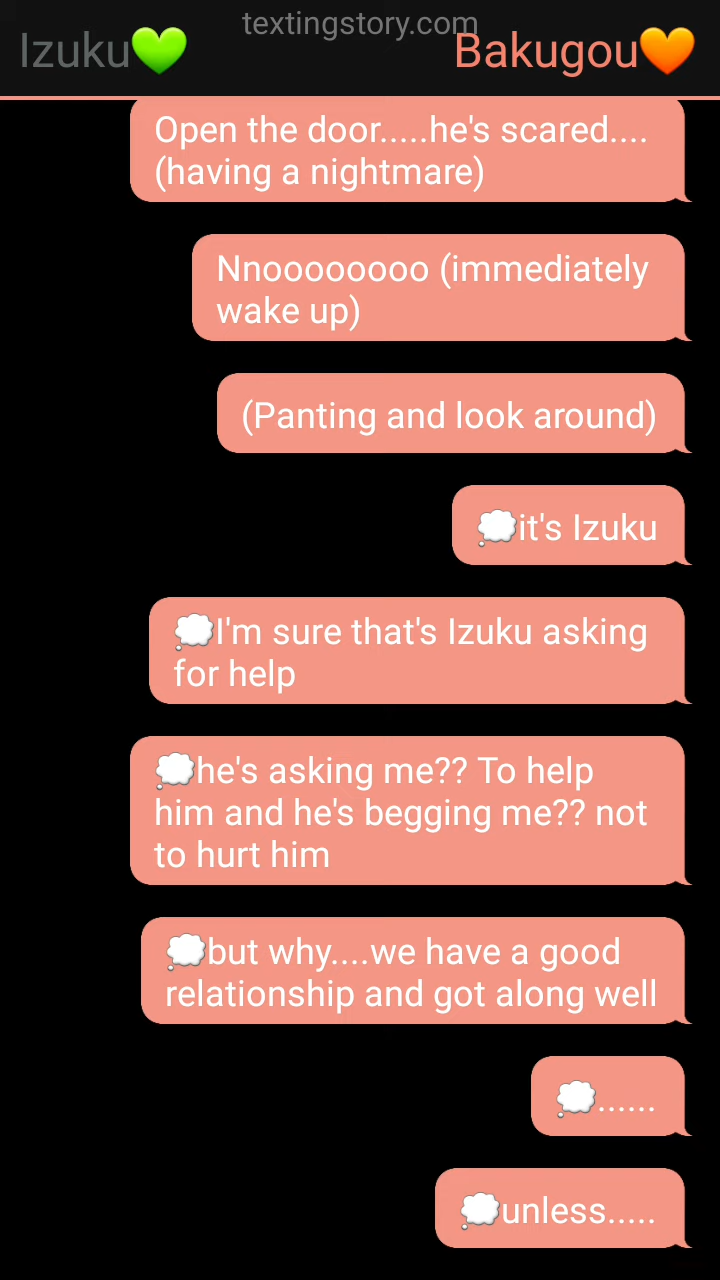 textingstory.com
Izuku💚
Bakugou🧡
Open the door.....he's scared....
(having a nightmare)
Nnoooooooo (immediately
wake up)
(Panting and look around)
💭it's Izuku
💭I'm sure that's Izuku asking
for help
💭he's asking me?? To help
him and he's begging me?? not
to hurt him
💭but why....we have a good
relationship and got along well
💭......
💭unless.....